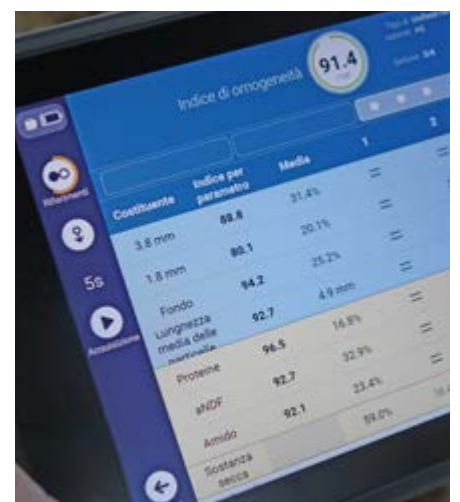 Indice di omogeneità 91.4
Costituente Indice per parametro Media 1 2
3.8 mm 88.8 31.4%
1.8 mm 80.1 20.1%
Fondo 94.2 25.2%
Lungnezza media delle particelle 92.7 4.9 mm
Proteine 96.5 16.8%
aNDF 92.7 32.9%
Amido 92.1 23.4%
Sostanza secca 59.0%
Riferimenti
5s
Acquisizione